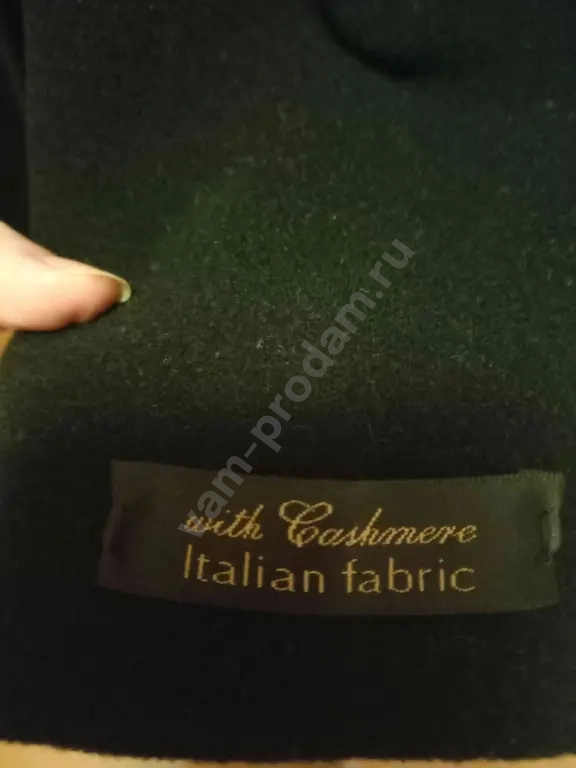 vam-prodam.ru
with Cashmere
Italian fabric